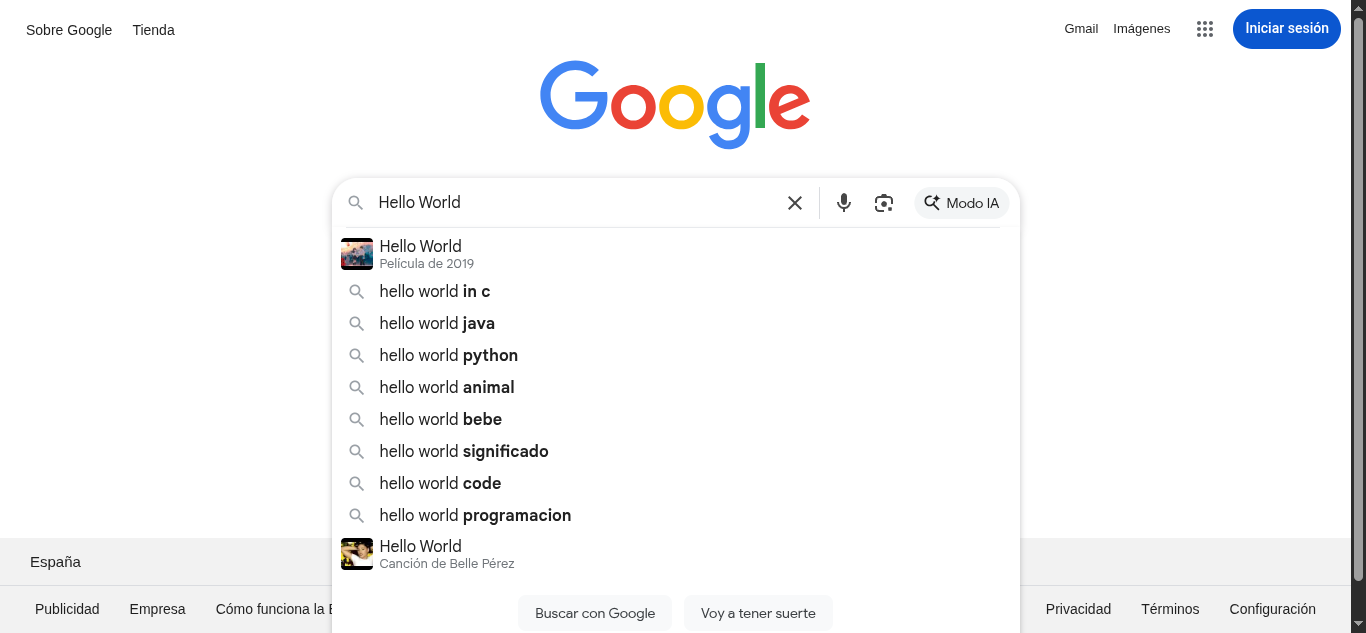 Sobre Google Tienda Gmail Imágenes Iniciar sesión
Google
Hello World Modo IA
Hello World
Película de 2019
hello world in c
hello world java
hello world python
hello world animal
hello world bebe
hello world significado
hello world code
hello world programacion
Hello World
Canción de Belle Pérez
España
Publicidad Empresa Cómo funciona la Privacidad Términos Configuración
Buscar con Google Voy a tener suerte